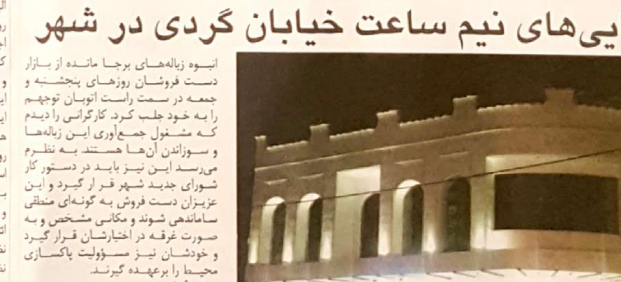 یی‌های نیم ساعت خیابان گردی در شهر
انبوه زباله‌های برجا مانده از بازار
دست فروشان روزهای پنجشنبه و
جمعه در سمت راست اتوبان توجهم
را به خود جلب کرد. کارگرانی را دیدم
که مشغول جمع‌آوری این زباله‌ها
و سوزاندن آن‌ها هستند. به نظرم
می‌رسد این نیز باید در دستور کار
شورای جدید شهر قر ار گیرد و این
عزیزان دست فروش به گونه‌ای منطقی
ساماندهی شوند و مکانی مشخص و به
صورت غرفه در اختیارشان قرار گیرد
و خودشان نیز مسوولیت پاکسازی
محیط را برعهده گیرند.